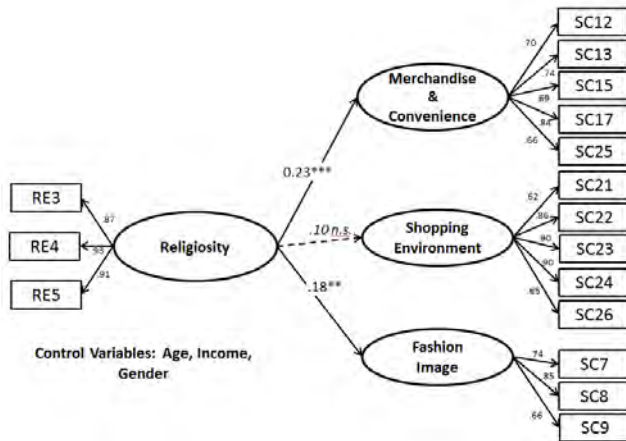 SC12
.70
SC13
.74
Merchandise
&
Convenience
SC15
.69
SC17
.84
SC25
.66
0.23***
SC21
.62
RE3
.87
SC22
.86
.10 n.s.
Shopping
Environment
SC23
.90
RE4
.93
Religiosity
SC24
.90
RE5
.91
SC26
.65
.18**
Control Variables: Age, Income,
Gender
Fashion
Image
SC7
.74
SC8
.85
SC9
.66